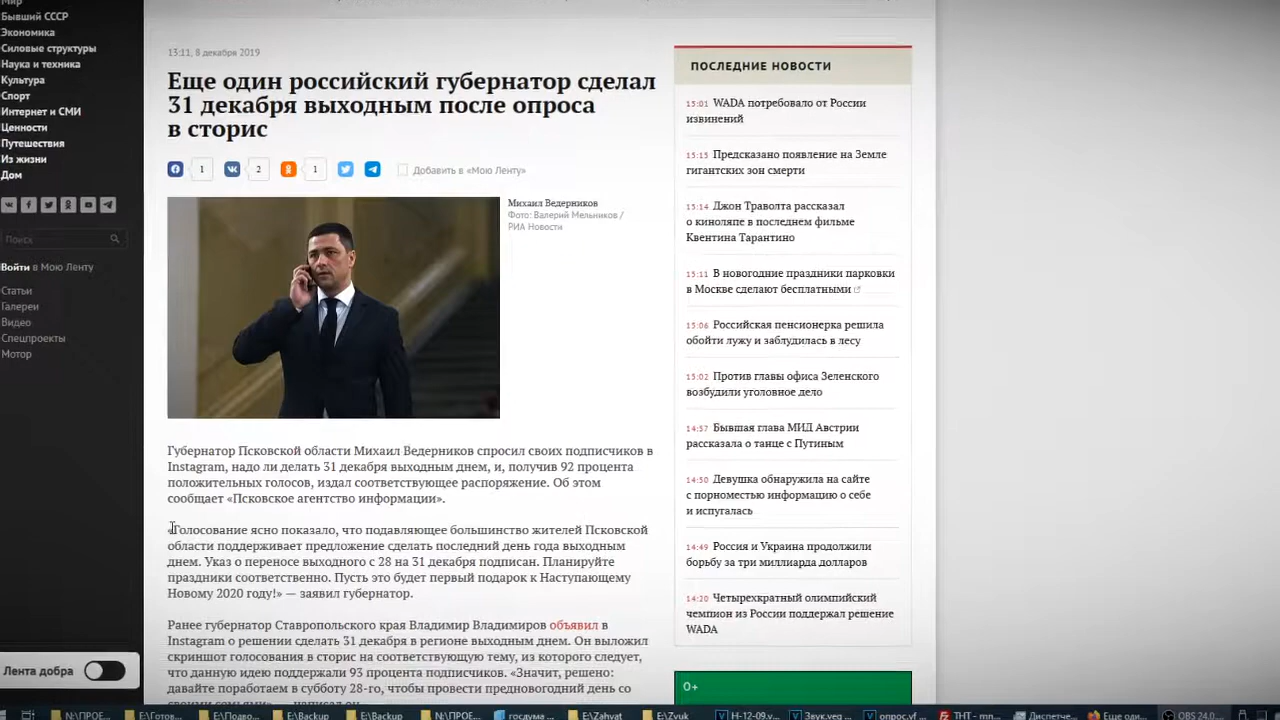 Мир
Бывший СССР
Экономика
Силовые структуры
Наука и техника
Культура
Спорт
Интернет и СМИ
Ценности
Путешествия
Из жизни
Дом
Поиск
Войти в Мою Ленту
Статьи
Галереи
Видео
Спецпроекты
Мотор
Лента добра
13:11, 8 декабря 2019
Еще один российский губернатор сделал
31 декабря выходным после опроса
в сторис
1
2
1
Добавить в «Мою Ленту»
Михаил Ведерников
Фото: Валерий Мельников /
РИА Новости
Губернатор Псковской области Михаил Ведерников спросил своих подписчиков в
Instagram, надо ли делать 31 декабря выходным днем, и, получив 92 процента
положительных голосов, издал соответствующее распоряжение. Об этом
сообщает «Псковское агентство информации».
«Голосование ясно показало, что подавляющее большинство жителей Псковской
области поддерживает предложение сделать последний день года выходным
днем. Указ о переносе выходного с 28 на 31 декабря подписан. Планируйте
праздники соответственно. Пусть это будет первый подарок к Наступающему
Новому 2020 году!» — заявил губернатор.
Ранее губернатор Ставропольского края Владимир Владимиров объявил в
Instagram о решении сделать 31 декабря в регионе выходным днем. Он выложил
скриншот голосования в сторис на соответствующую тему, из которого следует,
что данную идею поддержали 93 процента подписчиков. «Значит, решено:
давайте поработаем в субботу 28-го, чтобы провести предновогодний день со
своими семьями», — написал он.
ПОСЛЕДНИЕ НОВОСТИ
15:01 WADA потребовало от России
извинений
15:15 Предсказано появление на Земле
гигантских зон смерти
15:14 Джон Траволта рассказал
о киноляпе в последнем фильме
Квентина Тарантино
15:11 В новогодние праздники парковки
в Москве сделают бесплатными
15:06 Российская пенсионерка решила
обойти лужу и заблудилась в лесу
15:02 Против главы офиса Зеленского
возбудили уголовное дело
14:57 Бывшая глава МИД Австрии
рассказала о танце с Путиным
14:50 Девушка обнаружила на сайте
с порноместью информацию о себе
и испугалась
14:49 Россия и Украина продолжили
борьбу за три миллиарда долларов
14:20 Четырехкратный олимпийский
чемпион из России поддержал решение
WADA
0+
N:\ПРОЕ... E:\Гото... E:\Подво... E:\Backup E:\Backup N:\ПРОЕ... госдума ... E:\Zahvat E:\Zvuk Н-12-09.v... Звук.veg ... опрос.vf ... ТНТ - mn... Диспетче... Еще оди... OBS 24.0....